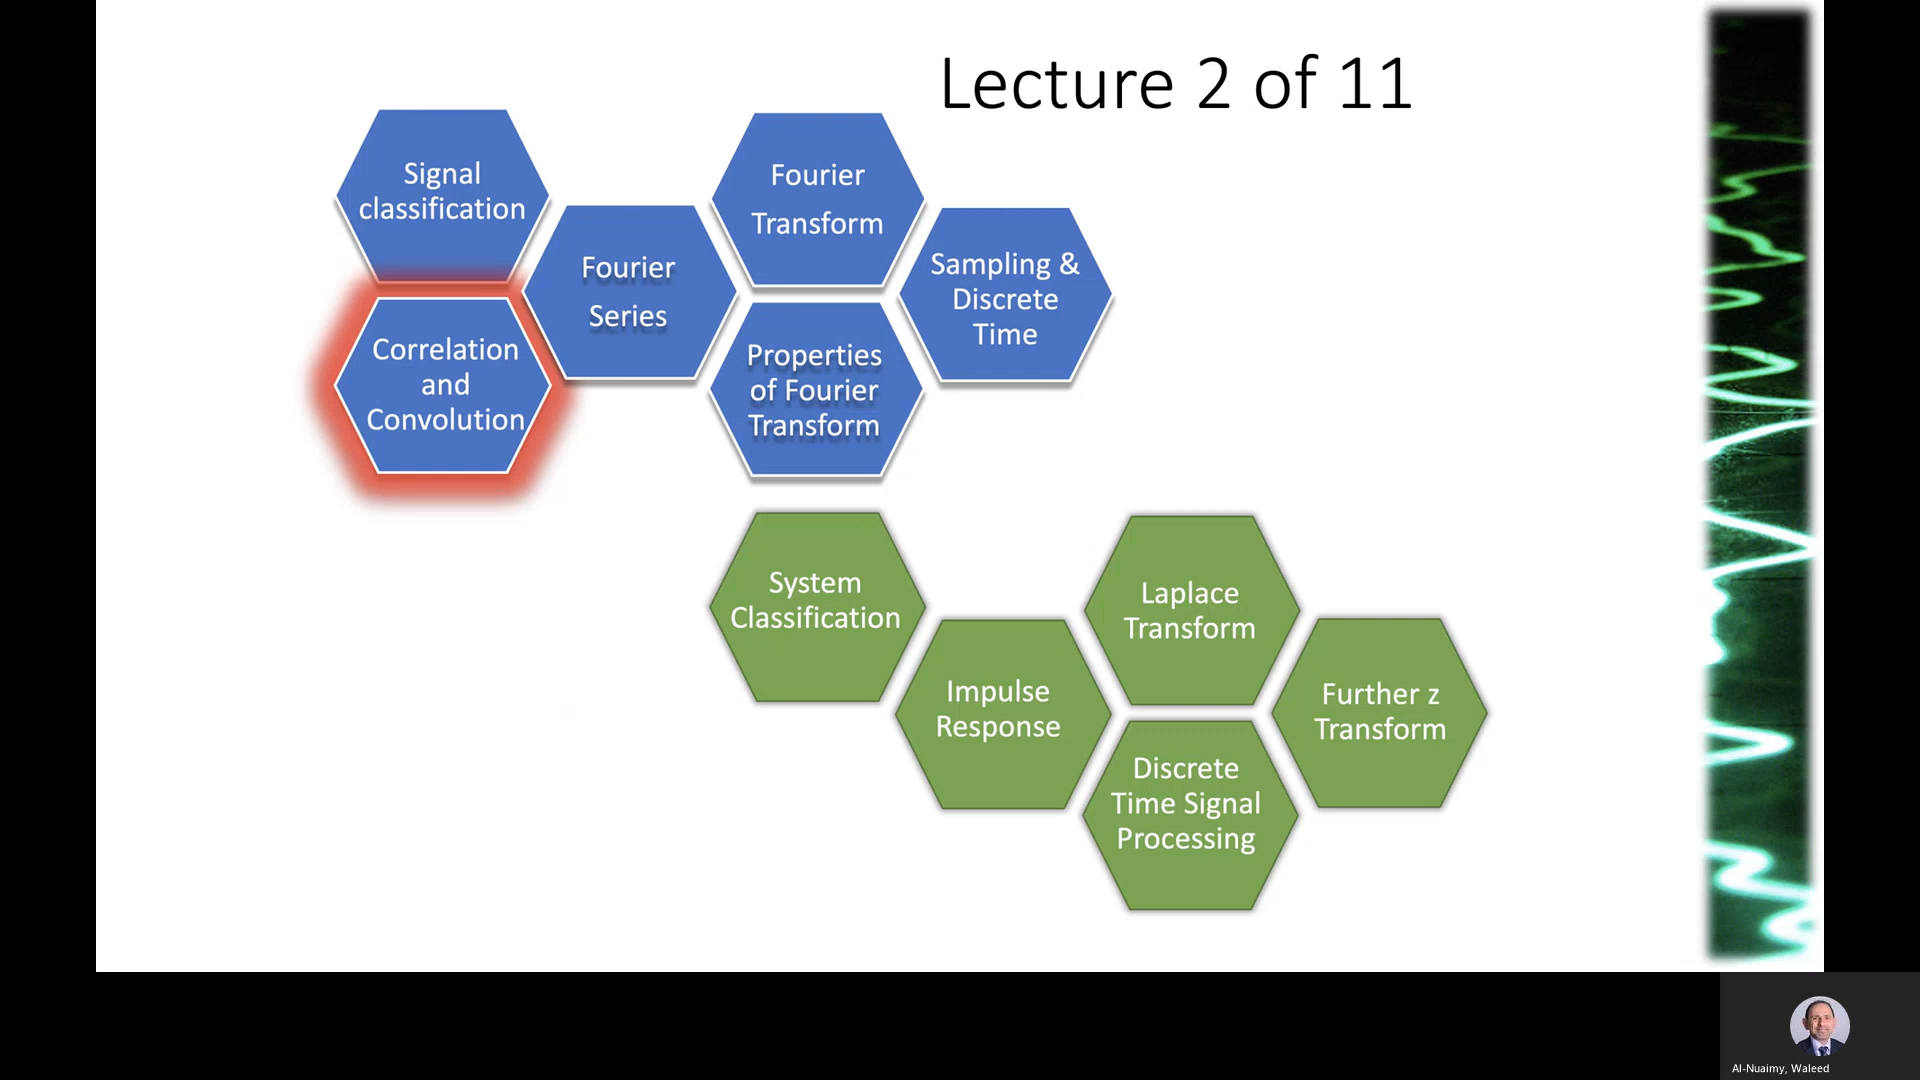 Lecture 2 of 11
Signal
classification
Correlation
and
Convolution
Fourier
Series
Fourier
Transform
Properties
of Fourier
Transform
Sampling &
Discrete
Time
System
Classification
Impulse
Response
Laplace
Transform
Discrete
Time Signal
Processing
Further z
Transform
Al-Nuaimy, Waleed